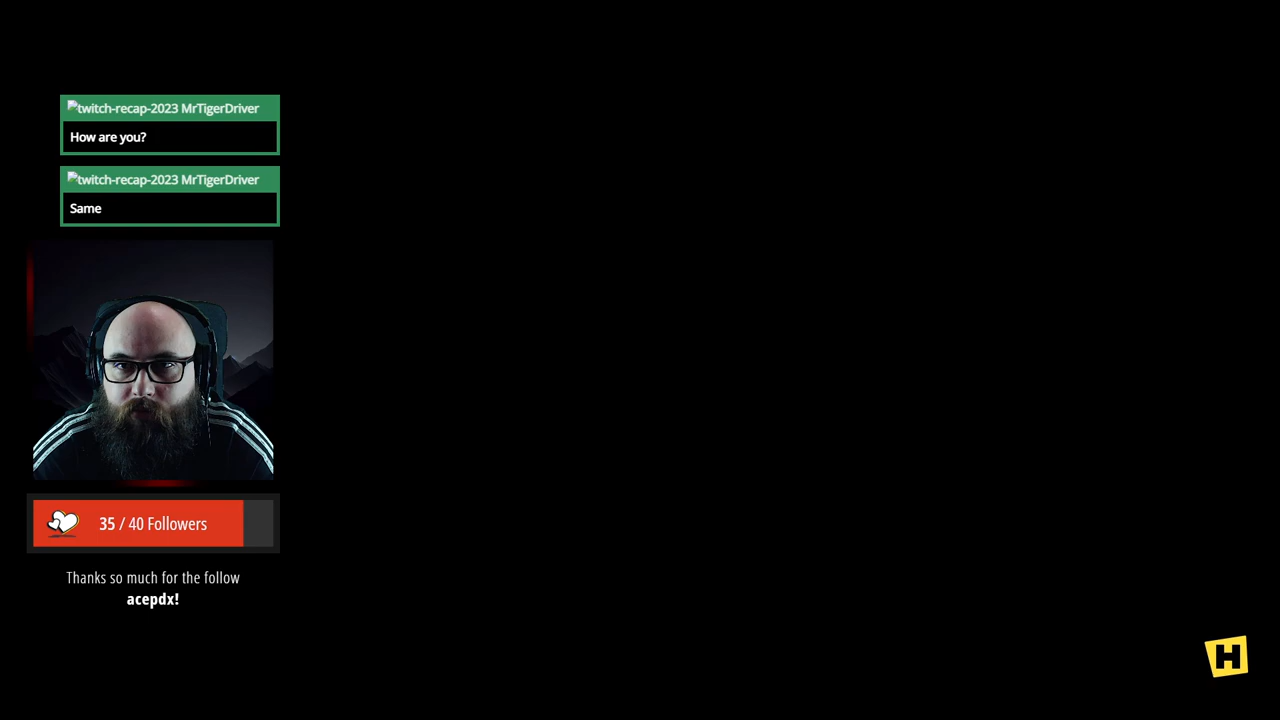 twitch-recap-2023 MrTigerDriver
How are you?
twitch-recap-2023 MrTigerDriver
Same
35 / 40 Followers
Thanks so much for the follow
acepdx!
H